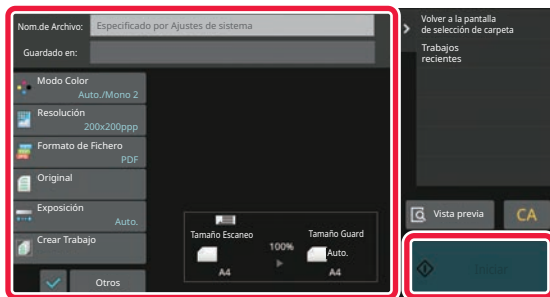 Nom.de Archivo: Especificado por Ajustes de sistema
Guardado en:
Modo Color
Auto./Mono 2
Resolución
200x200ppp
Formato de Fichero
PDF
Original
Exposición
Auto.
Crear Trabajo
Otros
Tamaño Escaneo
100%
Tamaño Guard
Auto.
A4
A4
Volver a la pantalla
de selección de carpeta
Trabajos
recientes
Vista previa
CA
Iniciar